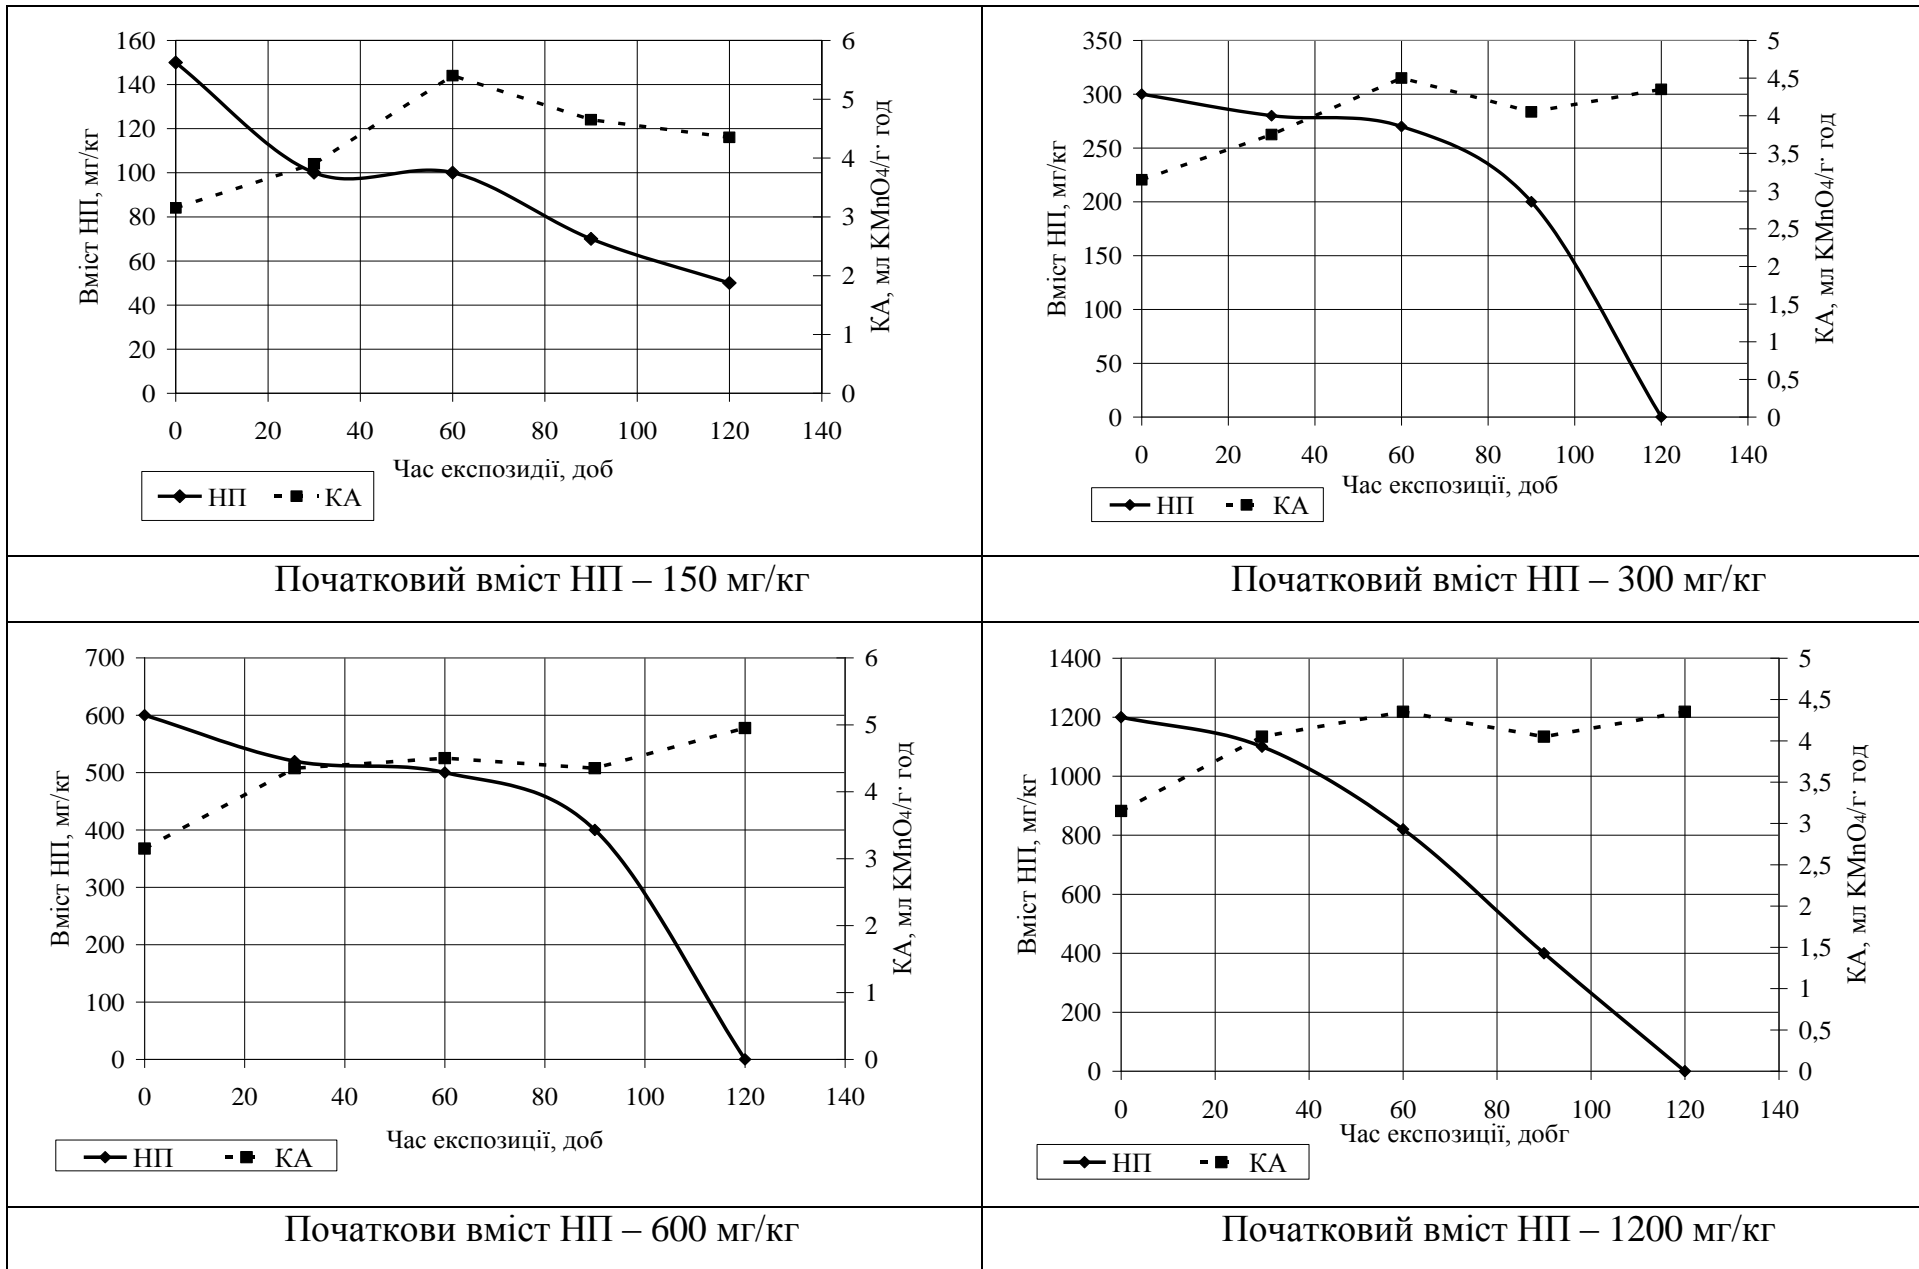 160
140
120
100
80
60
40
20
0
6
5
4
3
2
1
0
0 20 40 60 80 100 120 140
Вміст НП, мг/кг
КА, мл KMnO4/г· год
Час експозидії, доб
НП КА
Початковий вміст НП – 150 мг/кг
350
300
250
200
150
100
50
0
5
4,5
4
3,5
3
2,5
2
1,5
1
0,5
0
0 20 40 60 80 100 120 140
Вміст НП, мг/кг
КА, мл KMnO4/г· год
Час експозиції, доб
НП КА
Початковий вміст НП – 300 мг/кг
700
600
500
400
300
200
100
0
6
5
4
3
2
1
0
0 20 40 60 80 100 120 140
Вміст НП, мг/кг
КА, мл KMnO4/г· год
Час експозиції, доб
НП КА
Початкови вміст НП – 600 мг/кг
1400
1200
1000
800
600
400
200
0
5
4,5
4
3,5
3
2,5
2
1,5
1
0,5
0
0 20 40 60 80 100 120 140
Вміст НП, мг/кг
КА, мл KMnO4/г· год
Час експозиції, добг
НП КА
Початковий вміст НП – 1200 мг/кг